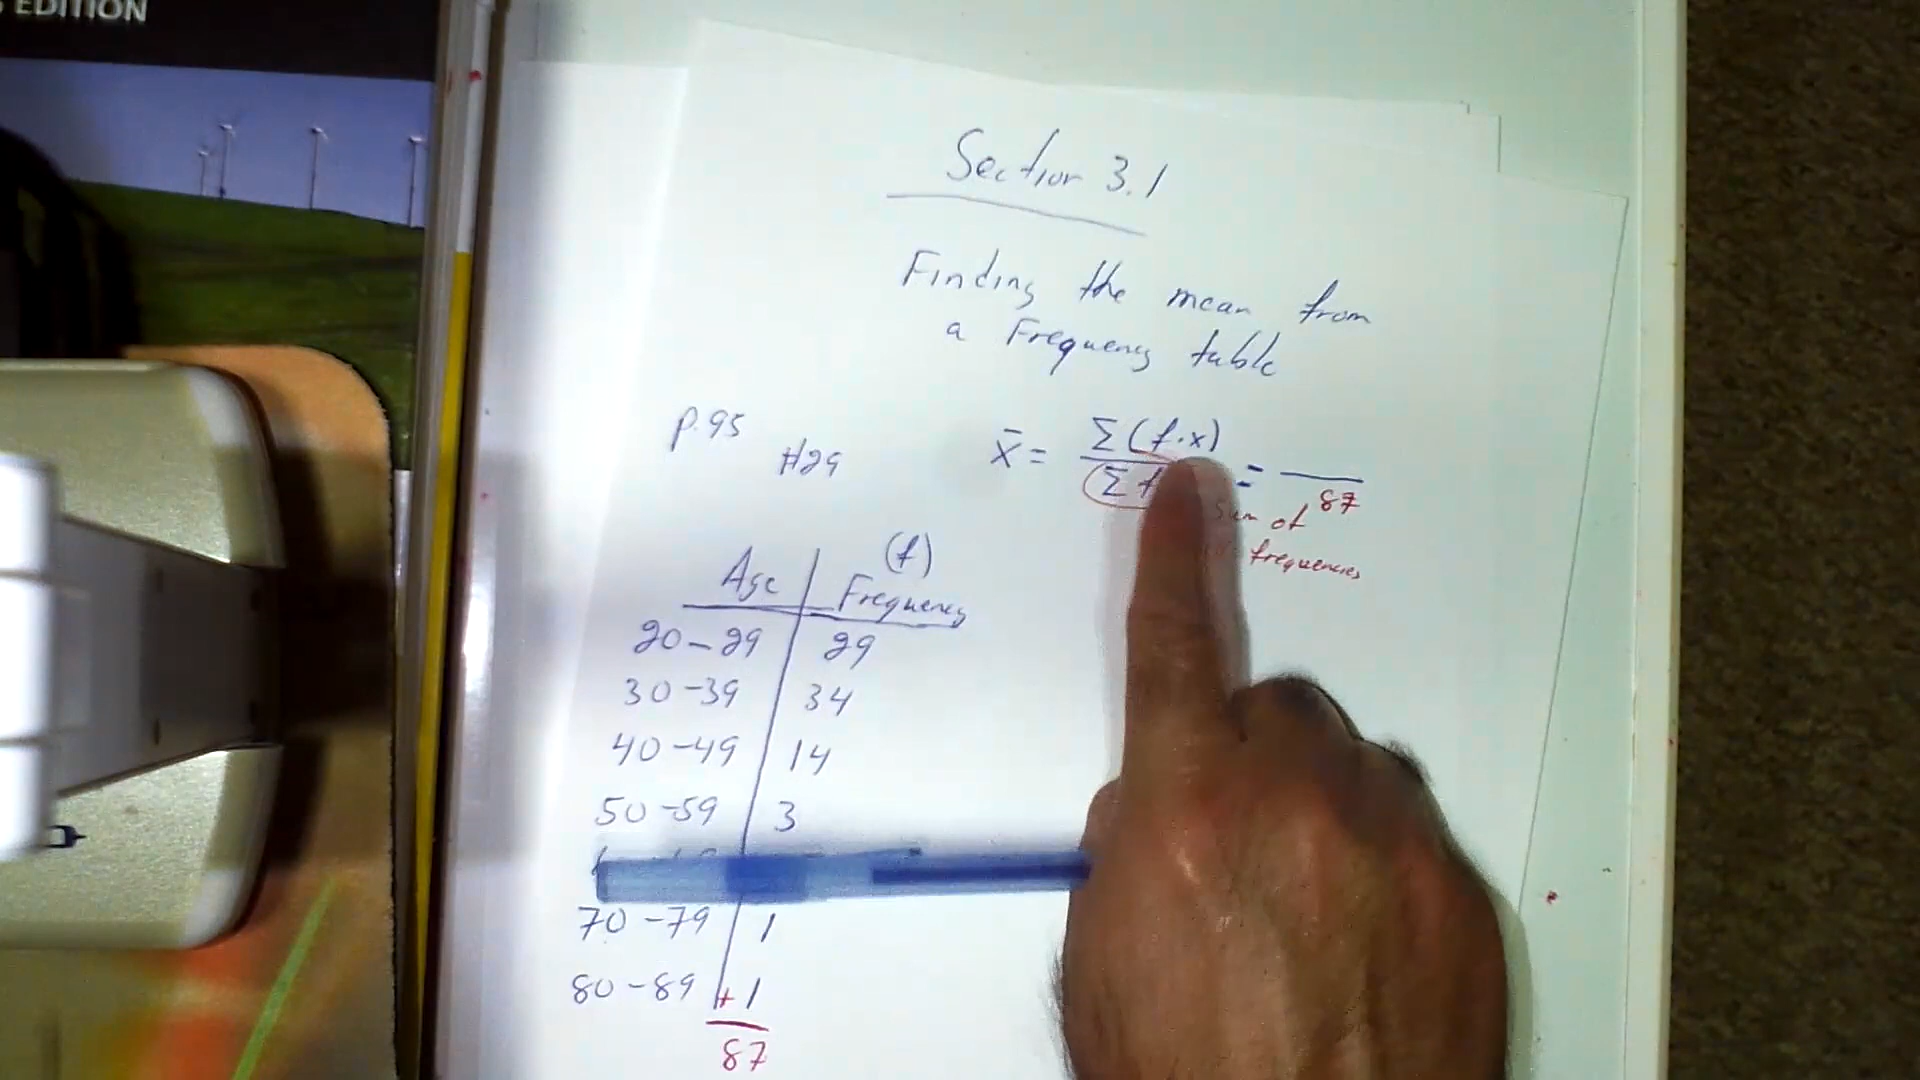 EDITION
Section 3.1
Finding the mean from
a Frequency table
P.95
#29
x̄ = Σ(f·x) / Σf = ― / 87
Sum of
frequencies
(f)
Age Frequency
20-29 29
30-39 34
40-49 14
50-59 3
70-79 1
80-89 + 1
87